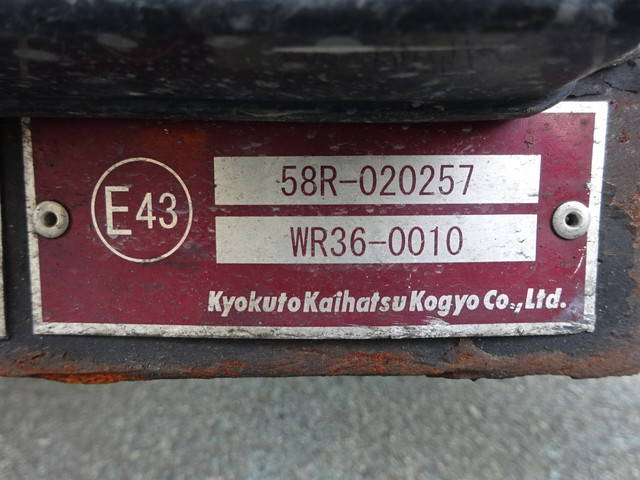 E43
58R-020257
WR36-0010
Kyokuto Kaihatsu Kogyo Co., Ltd.